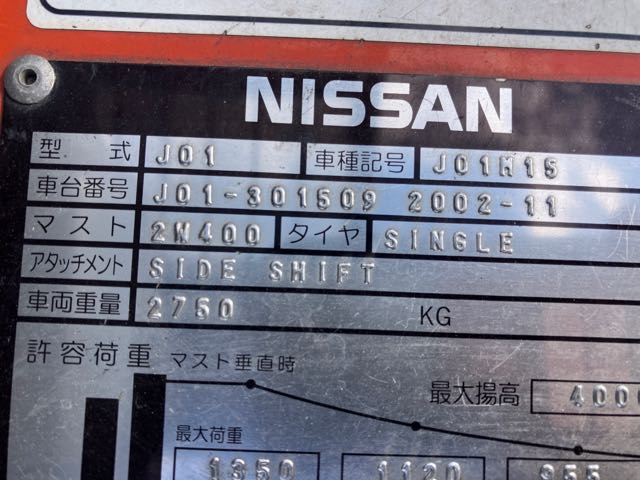 NISSAN
型式 J01 車種記号 J01M15
車台番号 J01-301509 2002-11
マスト 2W400 タイヤ SINGLE
アタッチメント SIDE SHIFT
車両重量 2750 KG
許容荷重 マスト垂直時
最大揚高 4000
最大荷重
1350 1120 955